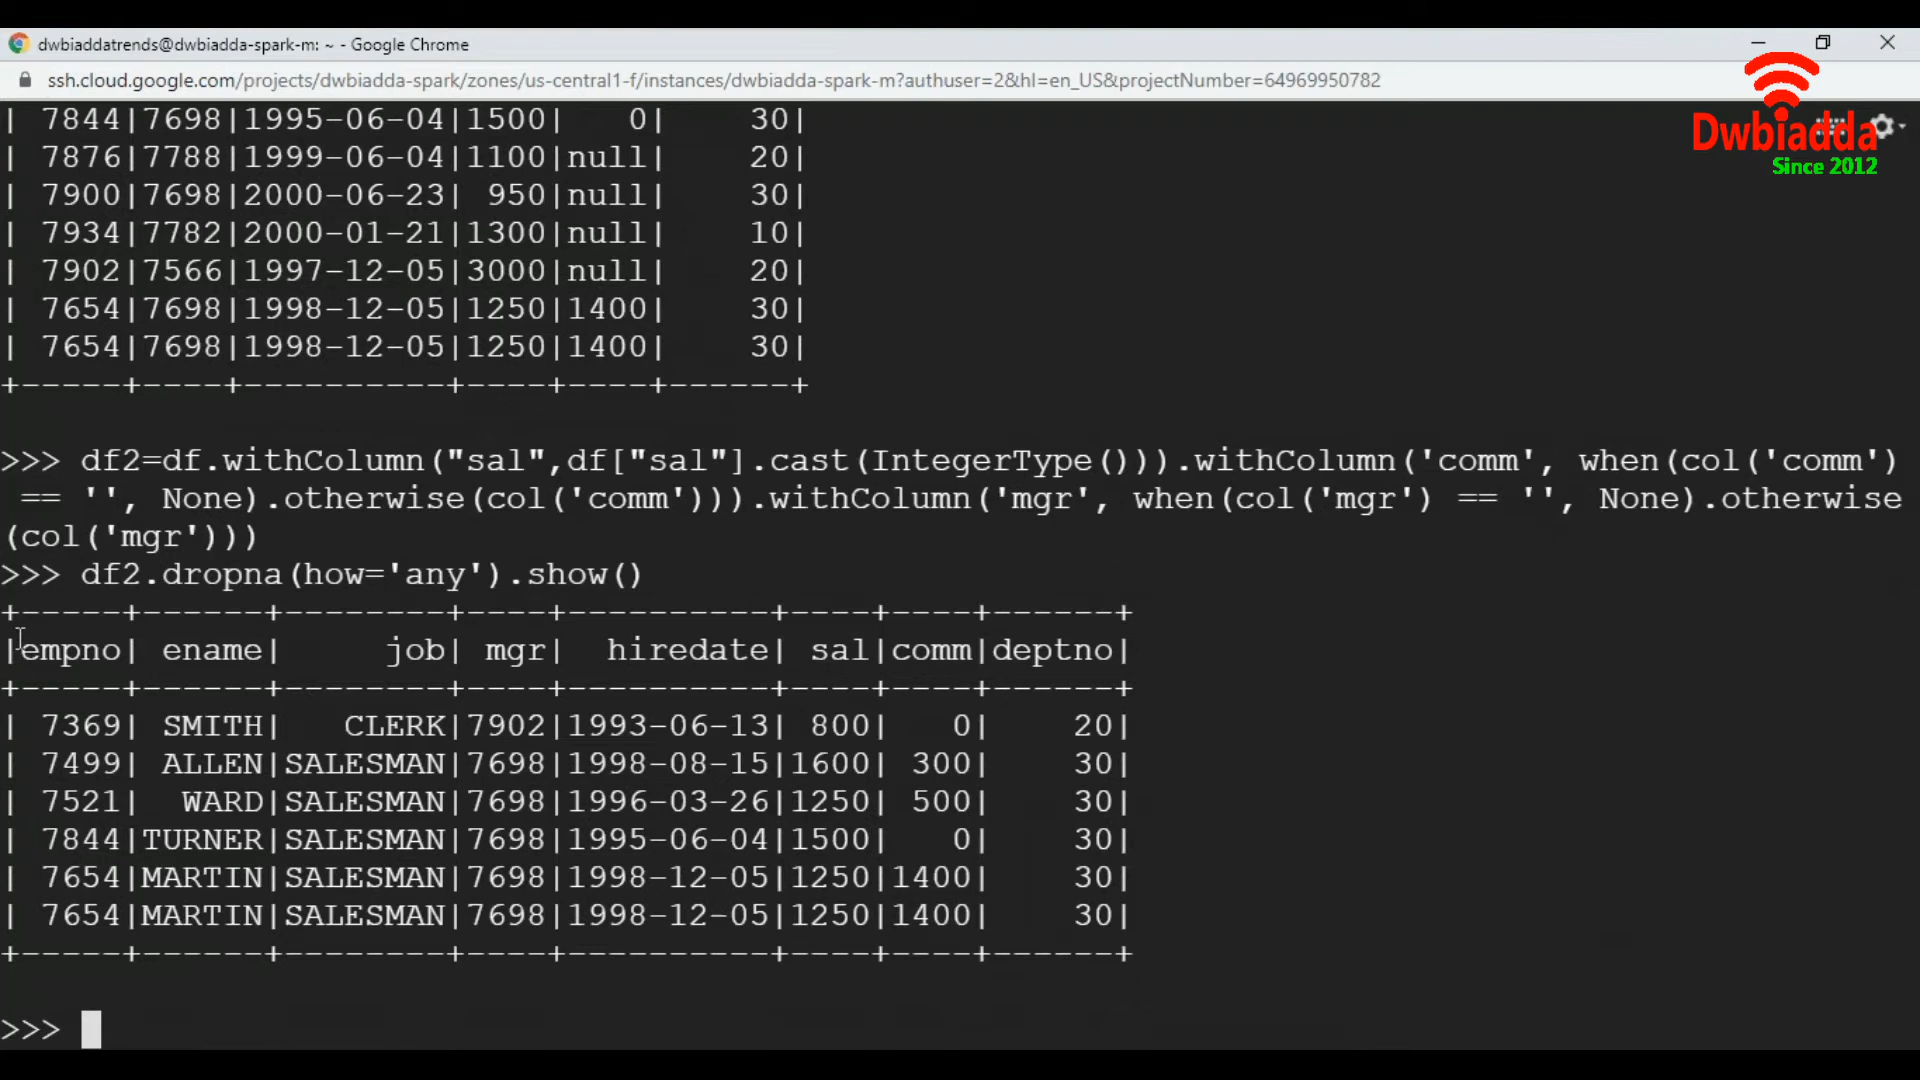 dwbiaddatrends@dwbiadda-spark-m: ~ - Google Chrome
ssh.cloud.google.com/projects/dwbiadda-spark/zones/us-central1-f/instances/dwbiadda-spark-m?authuser=2&hl=en_US&projectNumber=64969950782
Dwbiadda
Since 2012
| 7844|7698|1995-06-04|1500|   0|    30|
| 7876|7788|1999-06-04|1100|null|    20|
| 7900|7698|2000-06-23| 950|null|    30|
| 7934|7782|2000-01-21|1300|null|    10|
| 7902|7566|1997-12-05|3000|null|    20|
| 7654|7698|1998-12-05|1250|1400|    30|
| 7654|7698|1998-12-05|1250|1400|    30|
+-----+----+----------+----+----+------+
>>> df2=df.withColumn("sal",df["sal"].cast(IntegerType())).withColumn('comm', when(col('comm')
 == '', None).otherwise(col('comm'))).withColumn('mgr', when(col('mgr') == '', None).otherwise
(col('mgr')))
>>> df2.dropna(how='any').show()
+-----+------+--------+----+----------+----+----+------+
|empno| ename|     job| mgr|  hiredate| sal|comm|deptno|
+-----+------+--------+----+----------+----+----+------+
| 7369| SMITH|   CLERK|7902|1993-06-13| 800|   0|    20|
| 7499| ALLEN|SALESMAN|7698|1998-08-15|1600| 300|    30|
| 7521|  WARD|SALESMAN|7698|1996-03-26|1250| 500|    30|
| 7844|TURNER|SALESMAN|7698|1995-06-04|1500|   0|    30|
| 7654|MARTIN|SALESMAN|7698|1998-12-05|1250|1400|    30|
| 7654|MARTIN|SALESMAN|7698|1998-12-05|1250|1400|    30|
+-----+------+--------+----+----------+----+----+------+
>>>